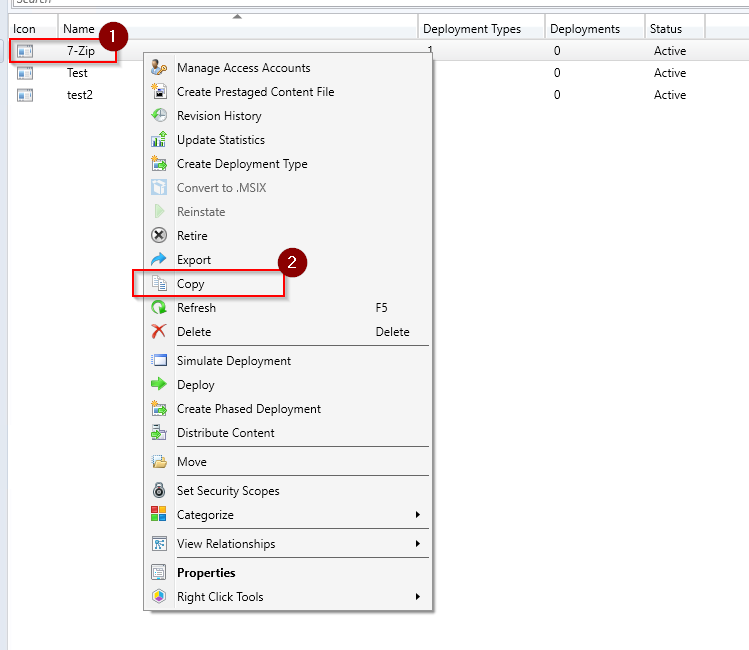 Search
Icon Name Deployment Types Deployments Status
1
7-Zip 1 0 Active
Test 0 Active
test2 0 Active
Manage Access Accounts
Create Prestaged Content File
Revision History
Update Statistics
Create Deployment Type
Convert to .MSIX
Reinstate
Retire
Export
2
Copy
Refresh F5
Delete Delete
Simulate Deployment
Deploy
Create Phased Deployment
Distribute Content
Move
Set Security Scopes
Categorize
View Relationships
Properties
Right Click Tools